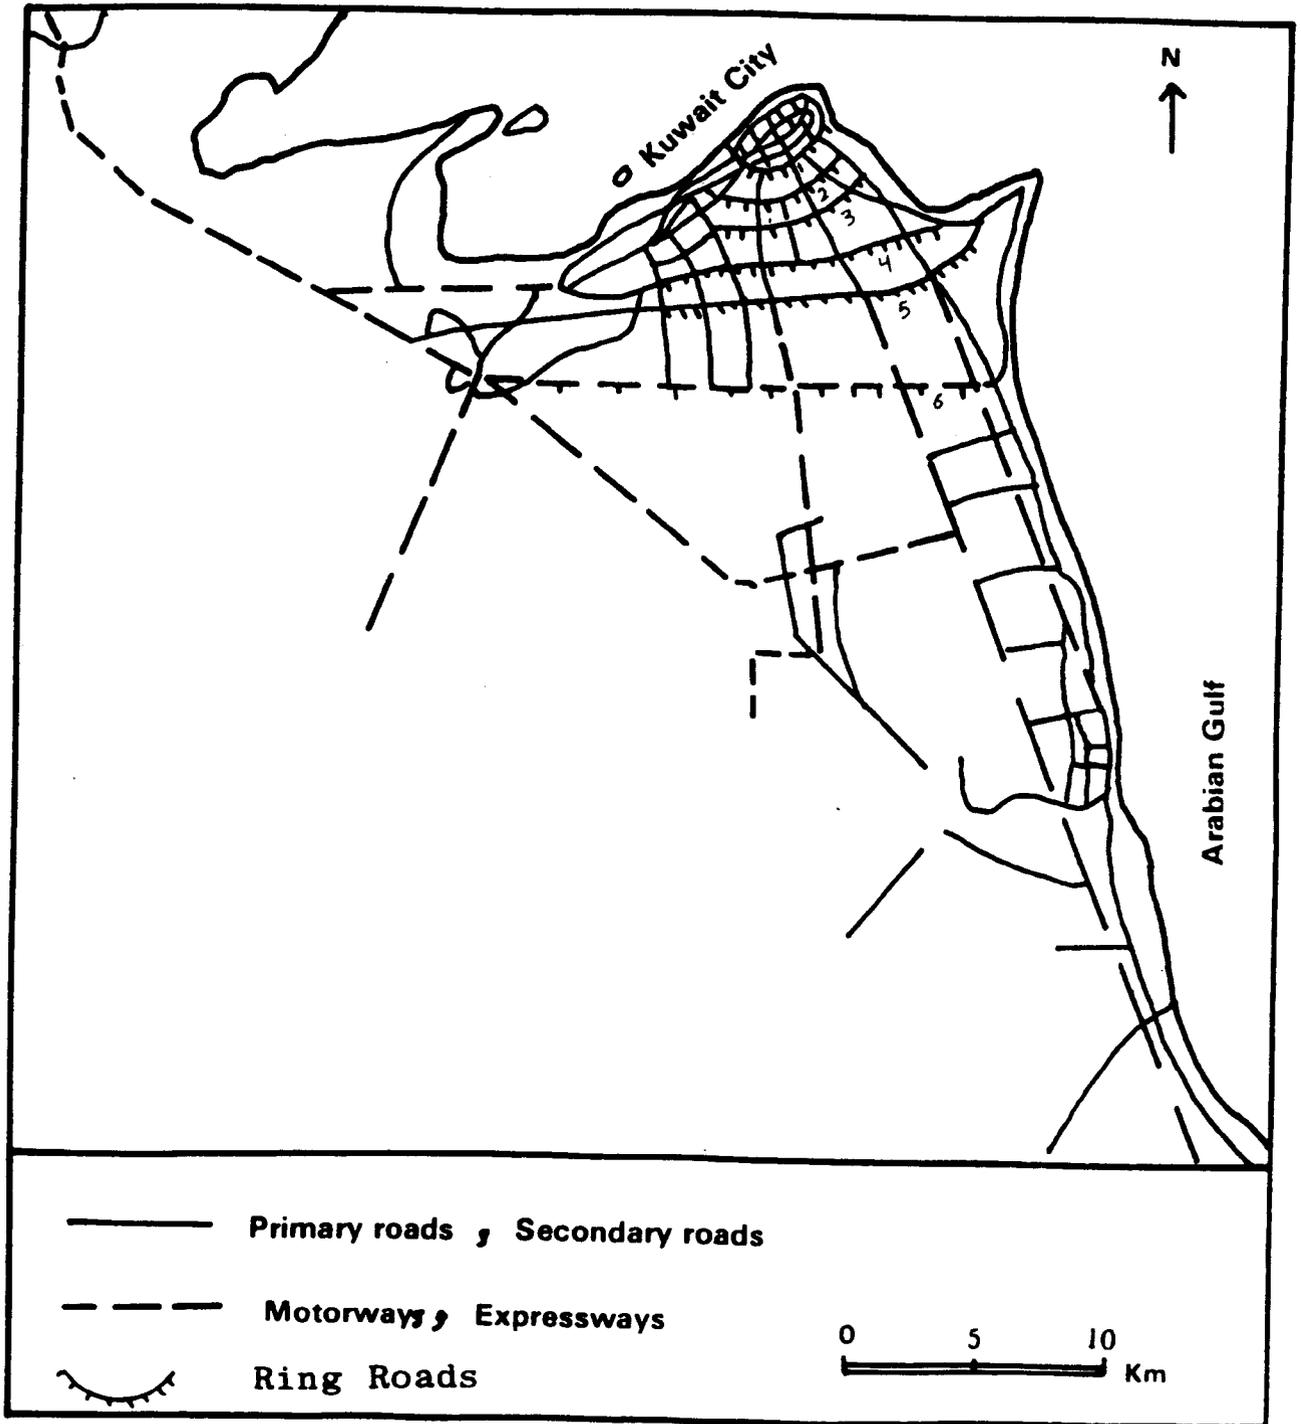 N
Kuwait City
2
3
4
5
6
Arabian Gulf
Primary roads , Secondary roads
Motorways, Expressways
Ring Roads
0 5 10
Km